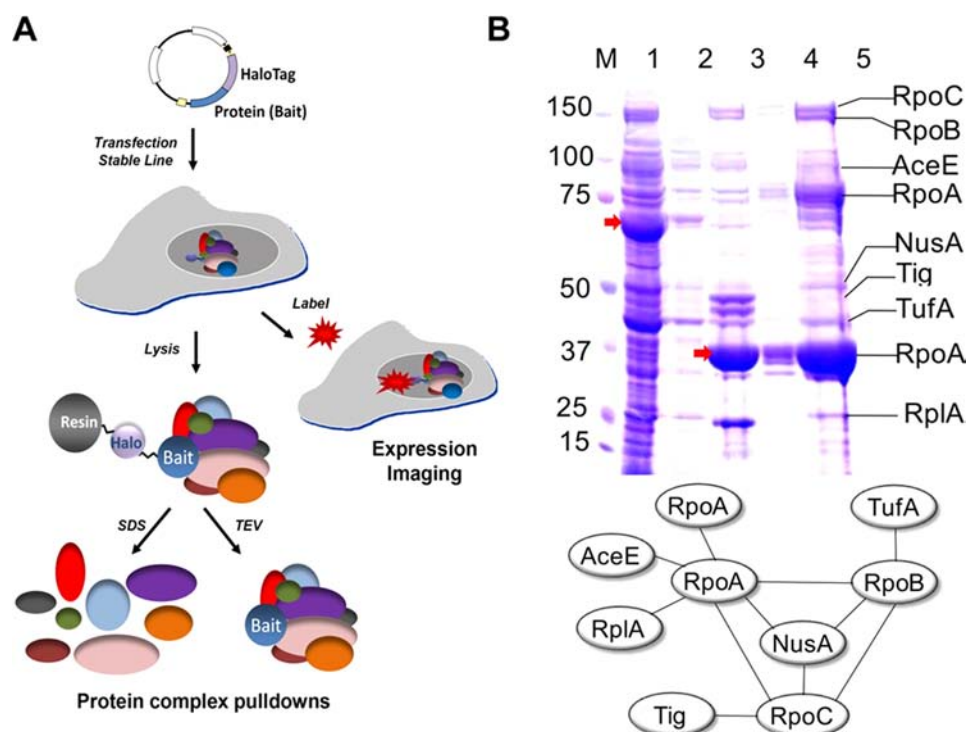 A
HaloTag
Protein (Bait)
Transfection
Stable Line
Label
Lysis
Resin
Halo
Bait
Expression
Imaging
SDS
TEV
Bait
Protein complex pulldowns
B
M 1 2 3 4 5
150
100
75
50
37
25
15
RpoC
RpoB
AceE
RpoA
NusA
Tig
TufA
RpoA
RplA
RpoA
TufA
AceE
RpoA
RpoB
RplA
NusA
Tig
RpoC